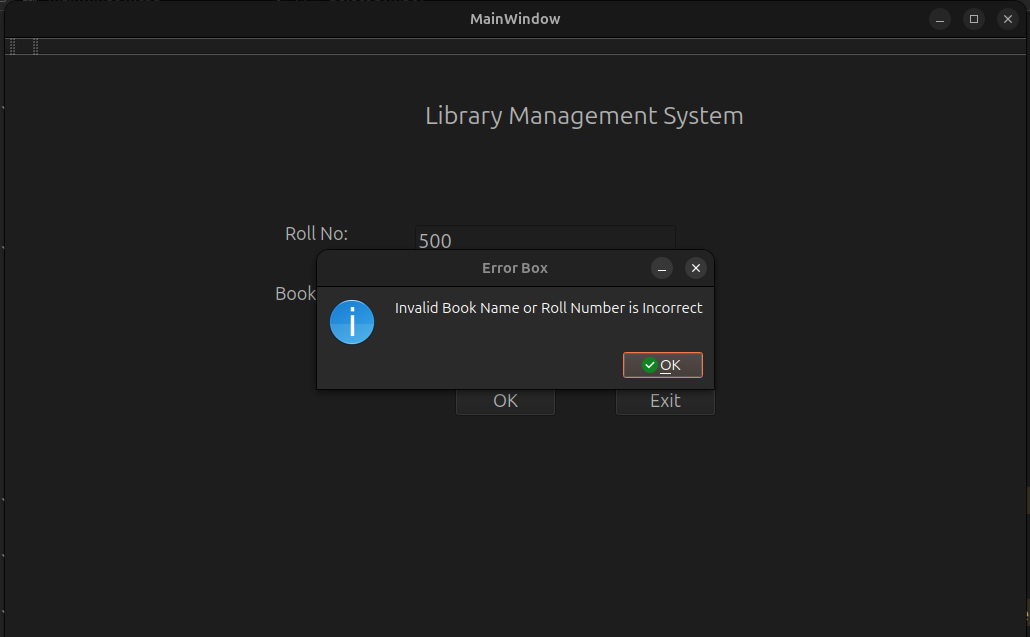 MainWindow
Library Management System
Roll No:
500
Error Box
Book
Invalid Book Name or Roll Number is Incorrect
OK
OK
Exit